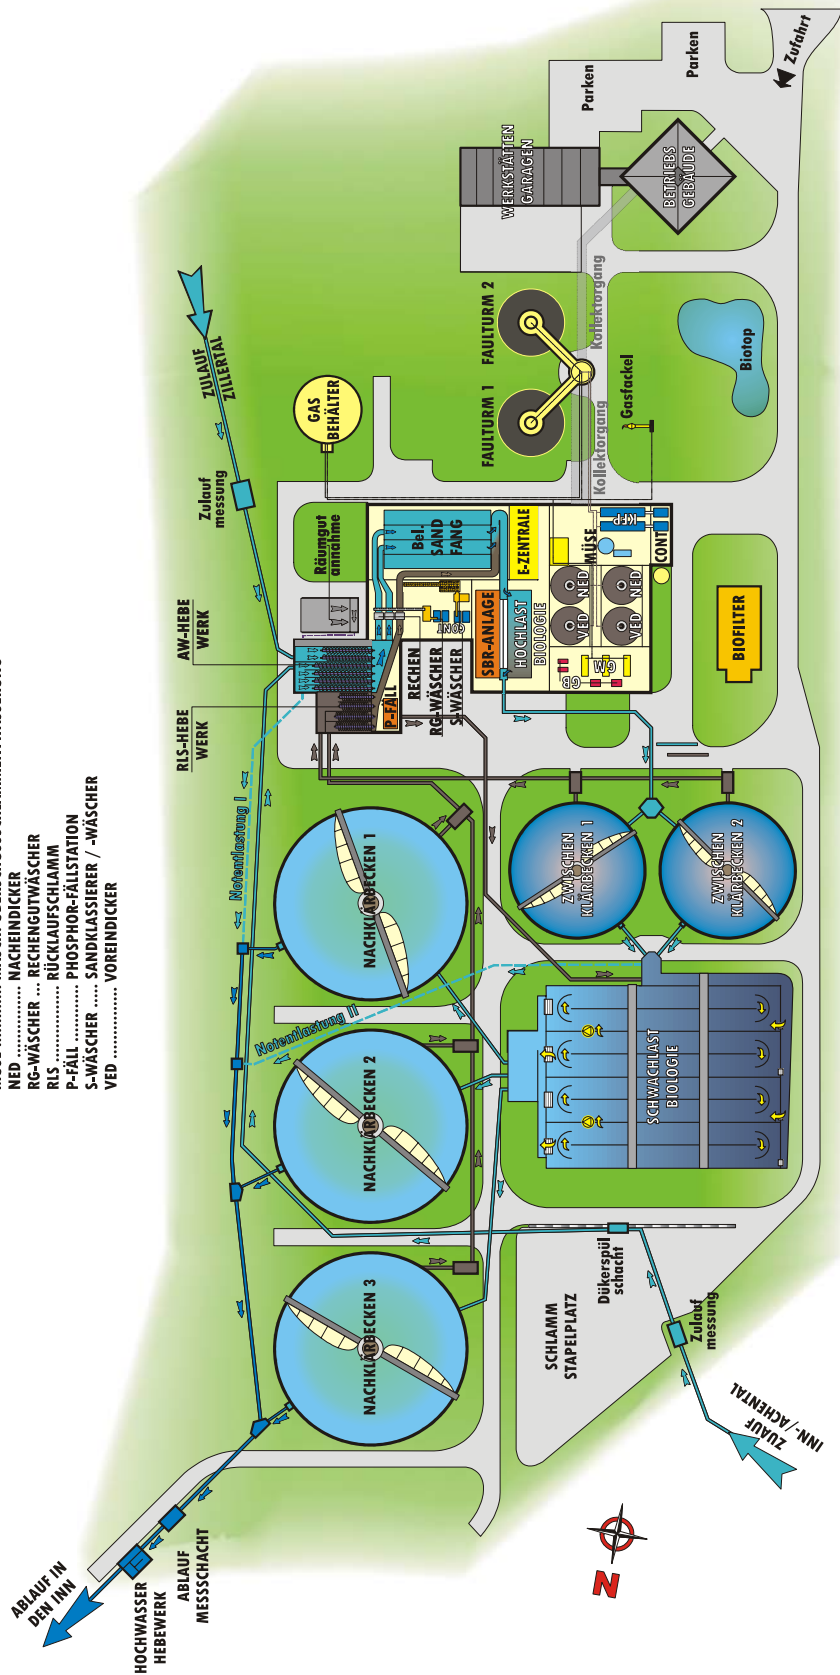 NED .............. NACHEINDICKER
RG-WÄSCHER ... RECHENGUTWÄSCHER
RLS ............... RÜCKLAUFSCHLAMM
P-FÄLL ........... PHOSPHOR-FÄLLSTATION
S-WÄSCHER ..... SANDKLASSIERER / -WÄSCHER
VED ................ VOREINDICKER
ABLAUF IN
DEN INN
HOCHWASSER
HEBEWERK
ABLAUF
MESSSCHACHT
RLS-HEBE
WERK
AW-HEBE
WERK
Zulauf
messung
ZULAUF
ZILLERTAL
Notentlastung I
Notentlastung II
NACHKLÄRBECKEN 3
NACHKLÄRBECKEN 2
NACHKLÄRBECKEN 1
Räumgut
annahme
GAS
BEHÄLTER
P-FÄLL
RECHEN
RG-WÄSCHER
S-WÄSCHER
CONT
Bel.
SAND
FANG
SBR-ANLAGE
HOCHLAST
BIOLOGIE
E-ZENTRALE
GB
GM
VED
NED
VED
NED
MÜSE
KFP
CONT
FAULTURM 1
FAULTURM 2
Kollektorgang
Kollektorgang
Gasfackel
WERKSTÄTTEN
GARAGEN
BETRIEBS
GEBÄUDE
Parken
Parken
Zufahrt
Biotop
BIOFILTER
ZWISCHEN
KLÄRBECKEN 1
ZWISCHEN
KLÄRBECKEN 2
SCHWACHLAST
BIOLOGIE
SCHLAMM
STAPELPLATZ
Dükerspül
schacht
Zulauf
messung
ZUAUF
INN-/ACHENTAL
N